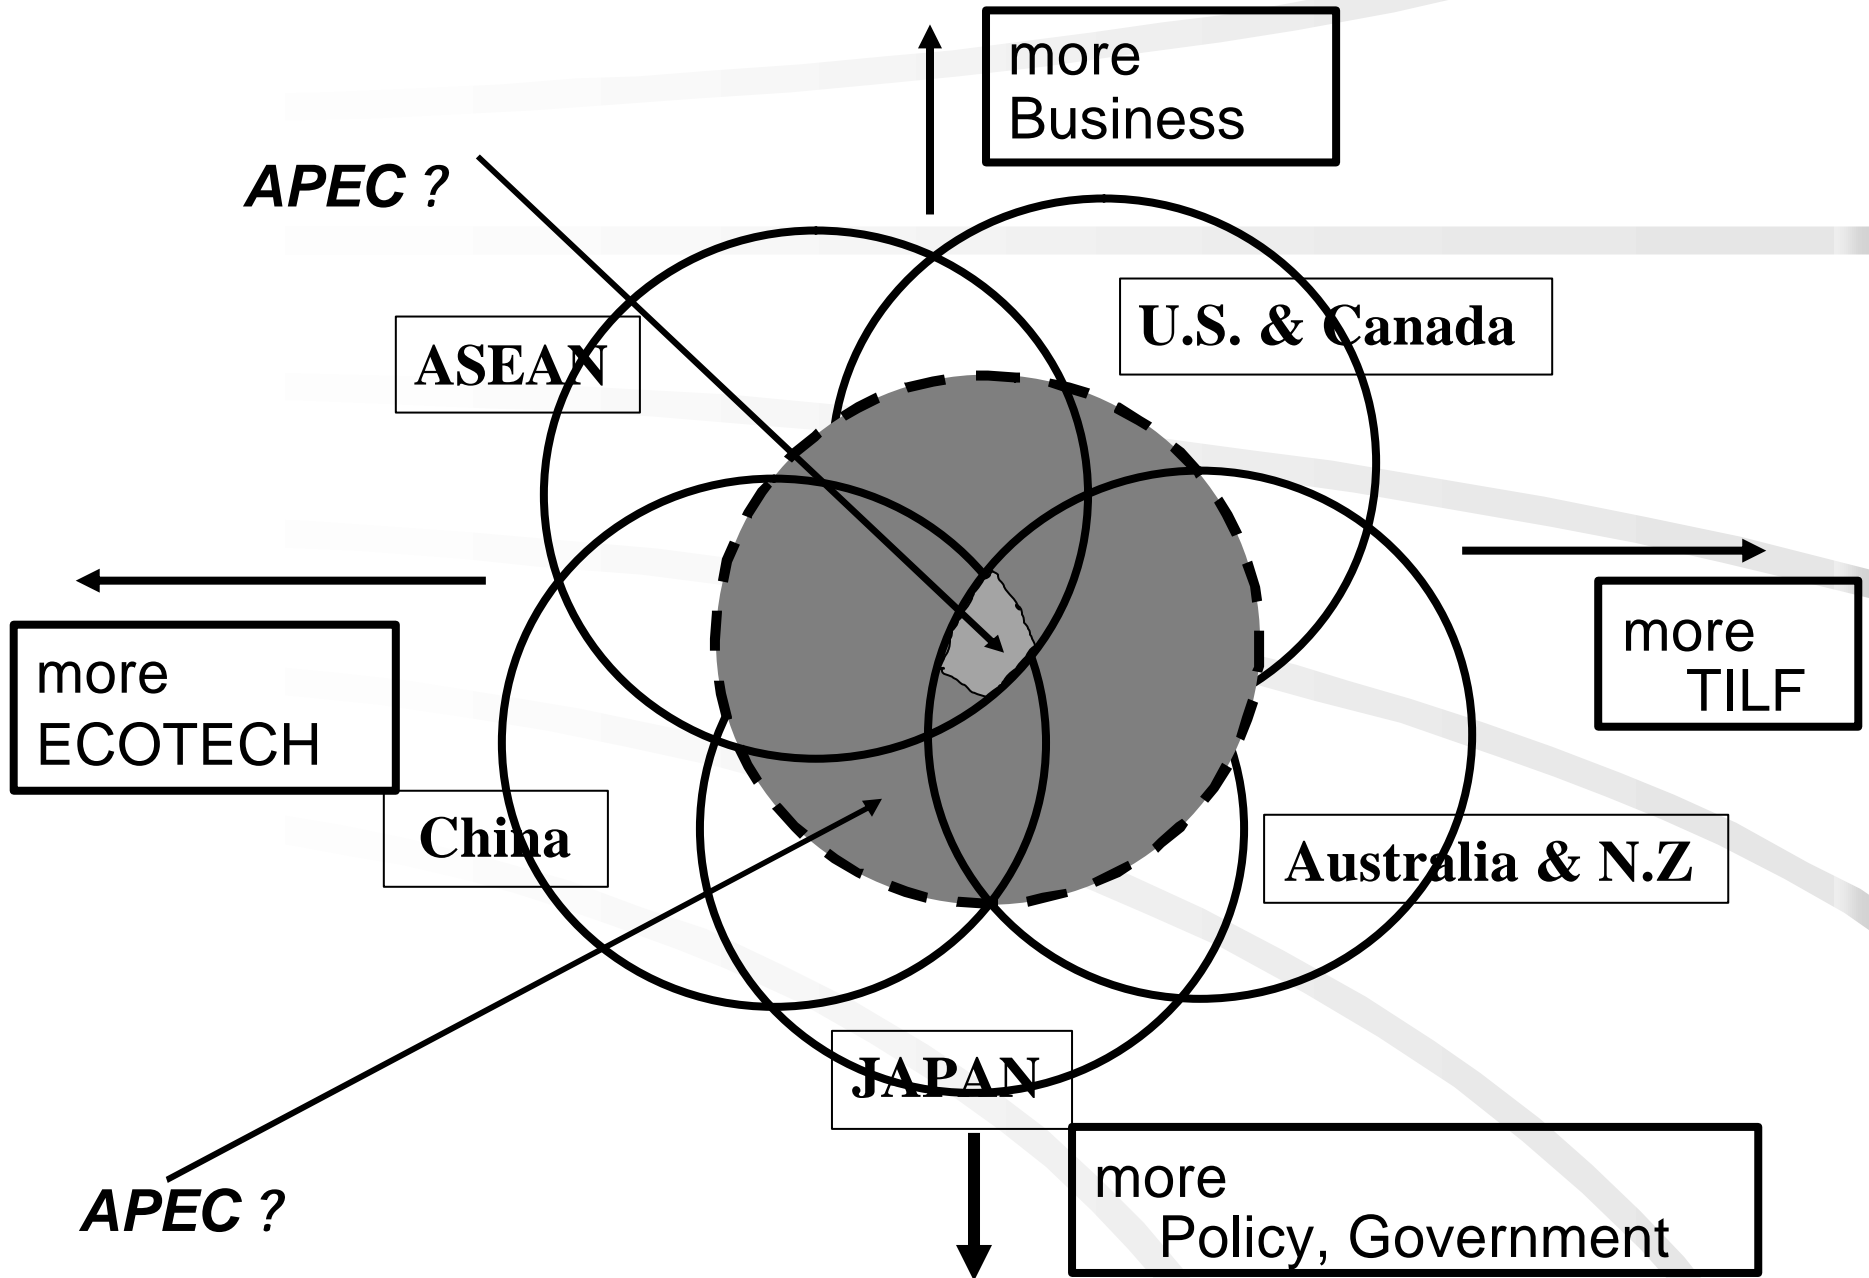 more
Business
APEC ?
U.S. & Canada
ASEAN
more
TILF
more
ECOTECH
China
Australia & N.Z
JAPAN
more
Policy, Government
APEC ?